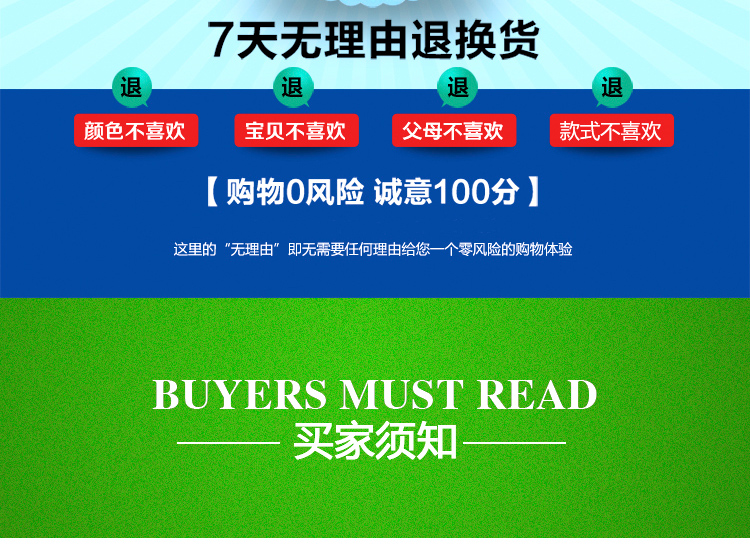 7天无理由退换货
退 退 退 退
颜色不喜欢 宝贝不喜欢 父母不喜欢 款式不喜欢
【购物0风险 诚意100分】
这里的“无理由”即无需要任何理由给您一个零风险的购物体验
BUYERS MUST READ
买家须知